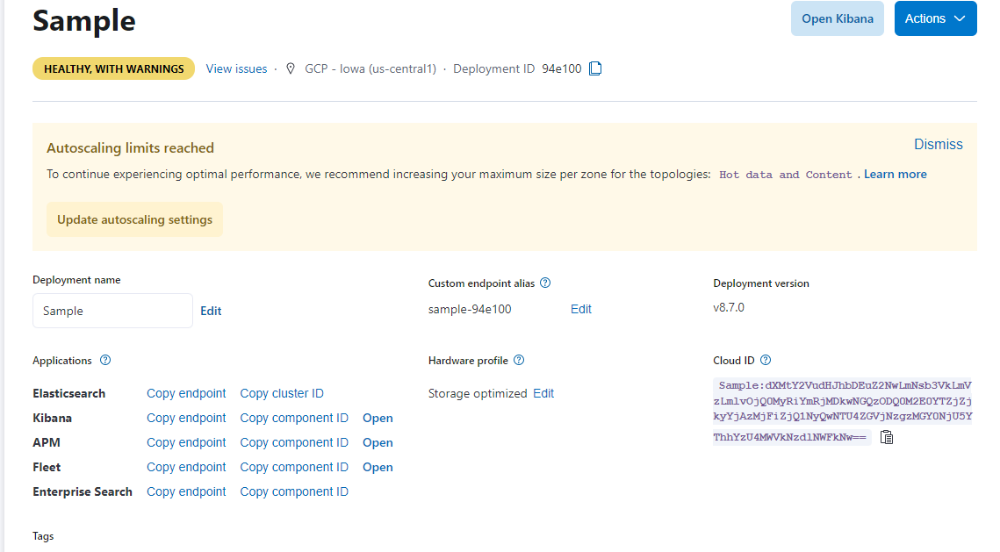 Sample
Open Kibana
Actions
HEALTHY, WITH WARNINGS View issues · GCP - Iowa (us-central1) · Deployment ID 94e100
Autoscaling limits reached
Dismiss
To continue experiencing optimal performance, we recommend increasing your maximum size per zone for the topologies: Hot data and Content . Learn more
Update autoscaling settings
Deployment name
Sample Edit
Custom endpoint alias
sample-94e100 Edit
Deployment version
v8.7.0
Applications
Elasticsearch Copy endpoint Copy cluster ID
Kibana Copy endpoint Copy component ID Open
APM Copy endpoint Copy component ID Open
Fleet Copy endpoint Copy component ID Open
Enterprise Search Copy endpoint Copy component ID
Hardware profile
Storage optimized Edit
Cloud ID
Tags